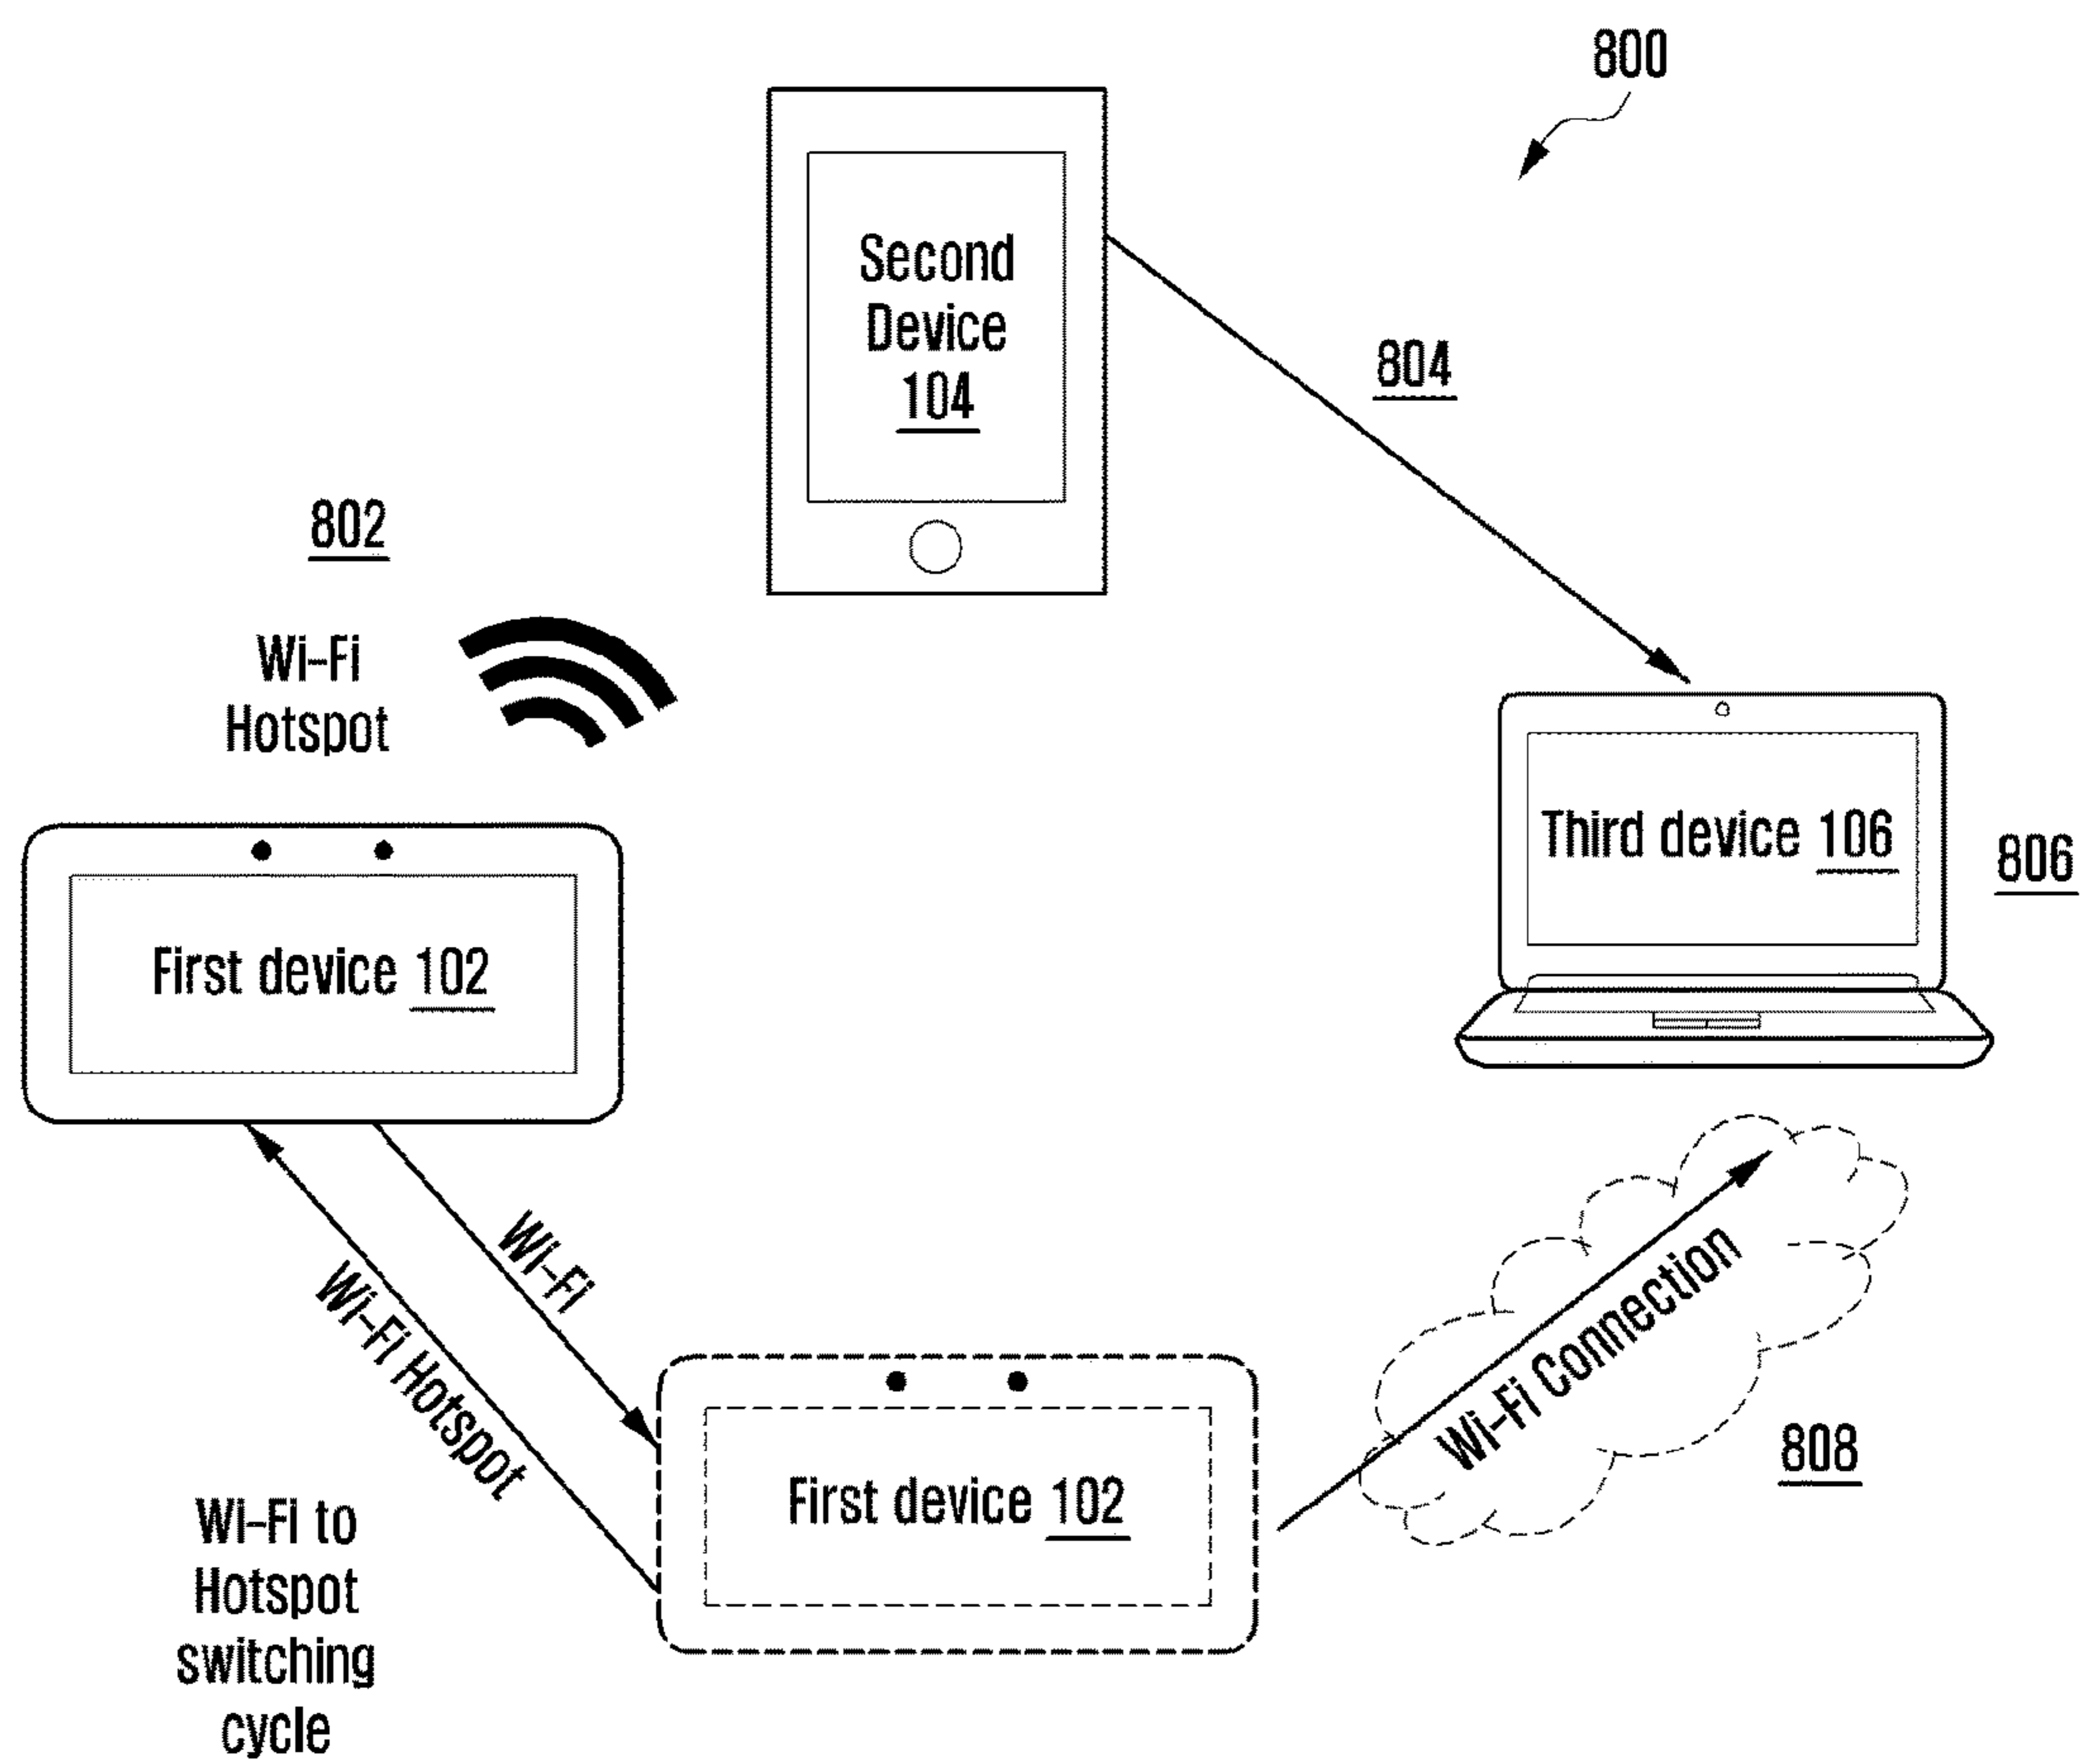 800
Second
Device
104
804
802
Wi-Fi
Hotspot
Third device 106
806
First device 102
Wi-Fi
Wi-Fi Hotspot
Wi-Fi Connection
808
First device 102
Wi-Fi to
Hotspot
switching
cycle